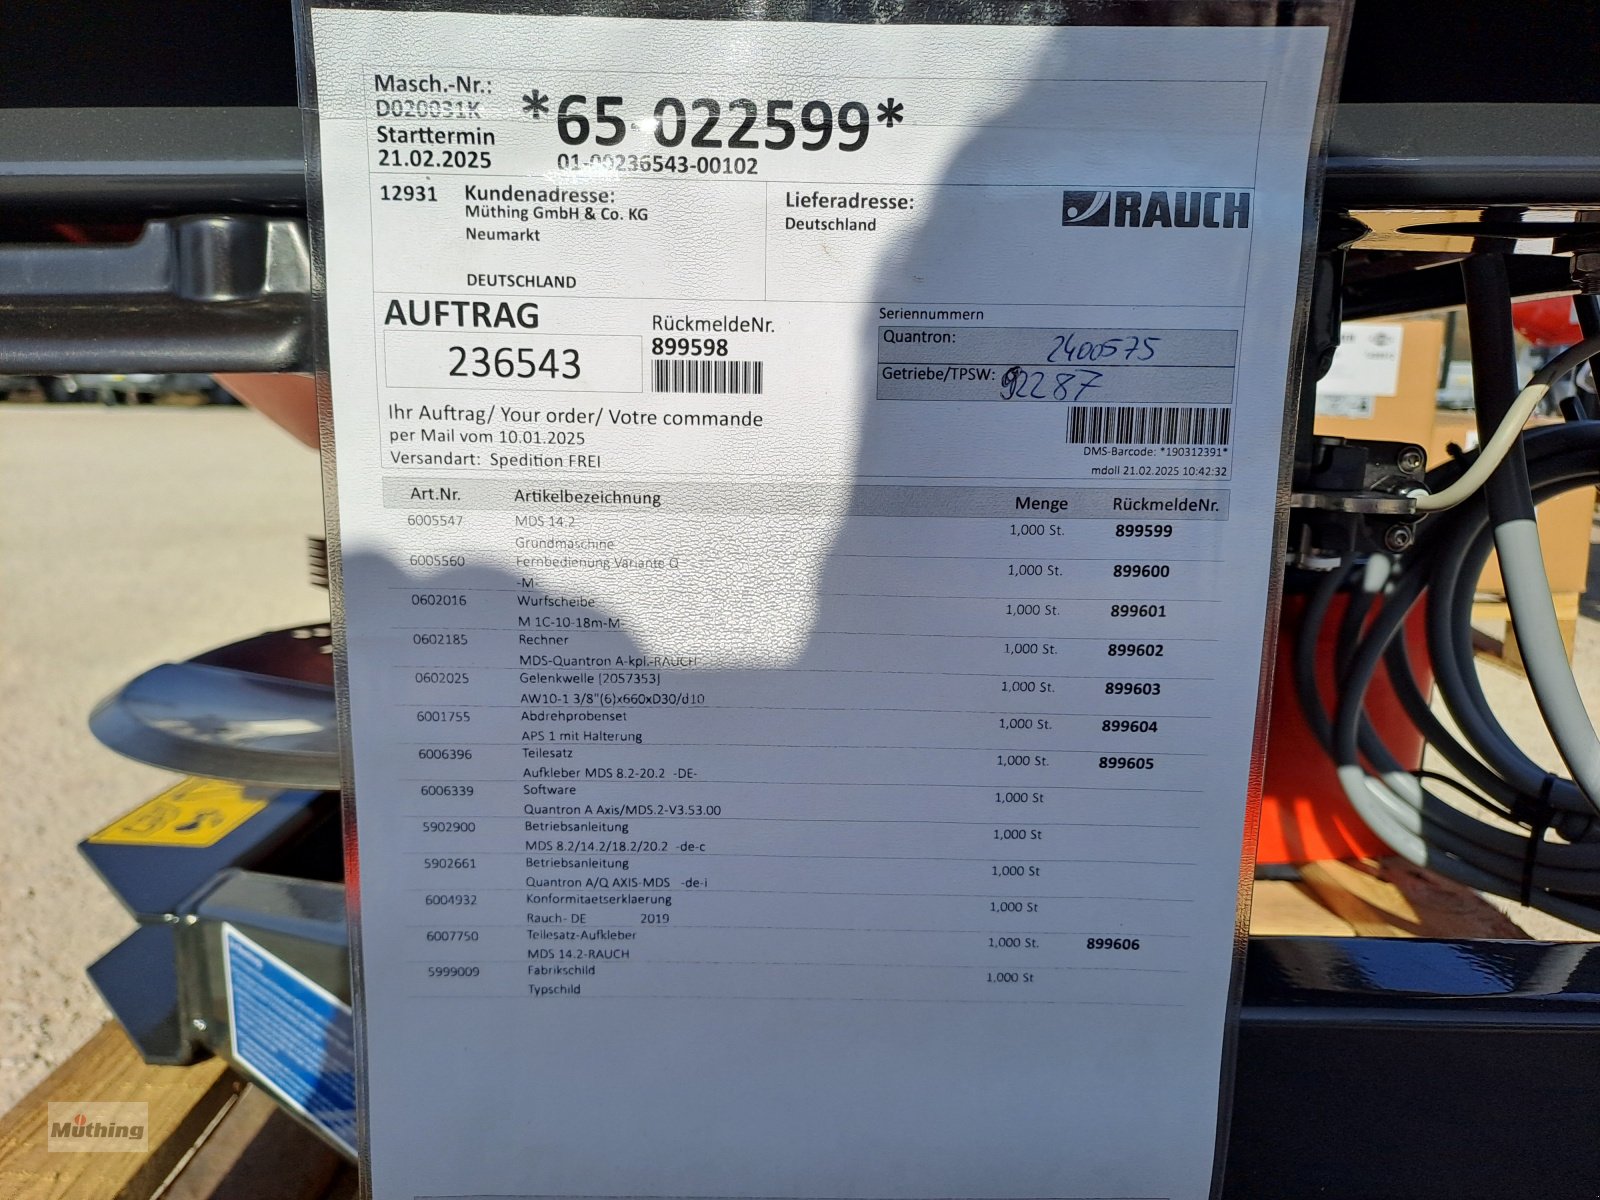 Masch.-Nr.:
D020031K
Starttermin
21.02.2025
*65-022599*
01-00236543-00102
12931
Kundenadresse:
Müthing GmbH & Co. KG
Neumarkt
DEUTSCHLAND
Lieferadresse:
Deutschland
RAUCH
AUFTRAG
236543
RückmeldeNr.
899598
Seriennummern
Quantron: 2400575
Getriebe/TPSW: 92287
Ihr Auftrag/ Your order/ Votre commande
per Mail vom 10.01.2025
Versandart: Spedition FREI
DMS-Barcode: *190312391*
mdoll 21.02.2025 10:42:32
Art.Nr. Artikelbezeichnung Menge RückmeldeNr.
6005547 MDS 14.2 1,000 St. 899599
Grundmaschine
6005560 Fernbedienung Variante Q 1,000 St. 899600
-M-
0602016 Wurfscheibe 1,000 St. 899601
M 1C-10-18m-M-
0602185 Rechner 1,000 St. 899602
MDS-Quantron A-kpl.-RAUCH
0602025 Gelenkwelle (2057353) 1,000 St. 899603
AW10-1 3/8"(6)x660xD30/d10
6001755 Abdrehprobenset 1,000 St. 899604
APS 1 mit Halterung
6006396 Teilesatz 1,000 St. 899605
Aufkleber MDS 8.2-20.2 -DE-
6006339 Software 1,000 St
Quantron A Axis/MDS.2-V3.53.00
5902900 Betriebsanleitung 1,000 St
MDS 8.2/14.2/18.2/20.2 -de-c
5902661 Betriebsanleitung 1,000 St
Quantron A/Q AXIS-MDS -de-i
6004932 Konformitaetserklaerung 1,000 St
Rauch- DE 2019
6007750 Teilesatz-Aufkleber 1,000 St. 899606
MDS 14.2-RAUCH
5999009 Fabrikschild 1,000 St
Typschild
Müthing